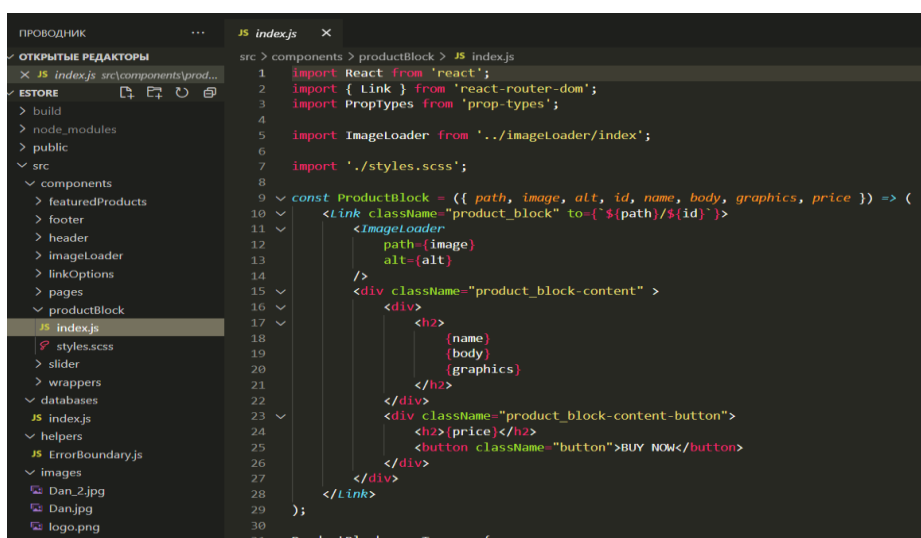 ПРОВОДНИК ...
ОТКРЫТЫЕ РЕДАКТОРЫ
JS index.js src\components\prod...
ESTORE
> build
> node_modules
> public
src
components
> featuredProducts
> footer
> header
> imageLoader
> linkOptions
> pages
productBlock
JS index.js
styles.scss
> slider
> wrappers
databases
JS index.js
helpers
JS ErrorBoundary.js
images
Dan_2.jpg
Dan.jpg
logo.png
JS index.js
src > components > productBlock > JS index.js
1 import React from 'react';
2 import { Link } from 'react-router-dom';
3 import PropTypes from 'prop-types';
4
5 import ImageLoader from '../imageLoader/index';
6
7 import './styles.scss';
8
9 const ProductBlock = ({ path, image, alt, id, name, body, graphics, price }) => (
10 <Link className="product_block" to={`${path}/${id}`}>
11 <ImageLoader
12 path={image}
13 alt={alt}
14 />
15 <div className="product_block-content" >
16 <div>
17 <h2>
18 {name}
19 {body}
20 {graphics}
21 </h2>
22 </div>
23 <div className="product_block-content-button">
24 <h2>{price}</h2>
25 <button className="button">BUY NOW</button>
26 </div>
27 </div>
28 </Link>
29 );
30